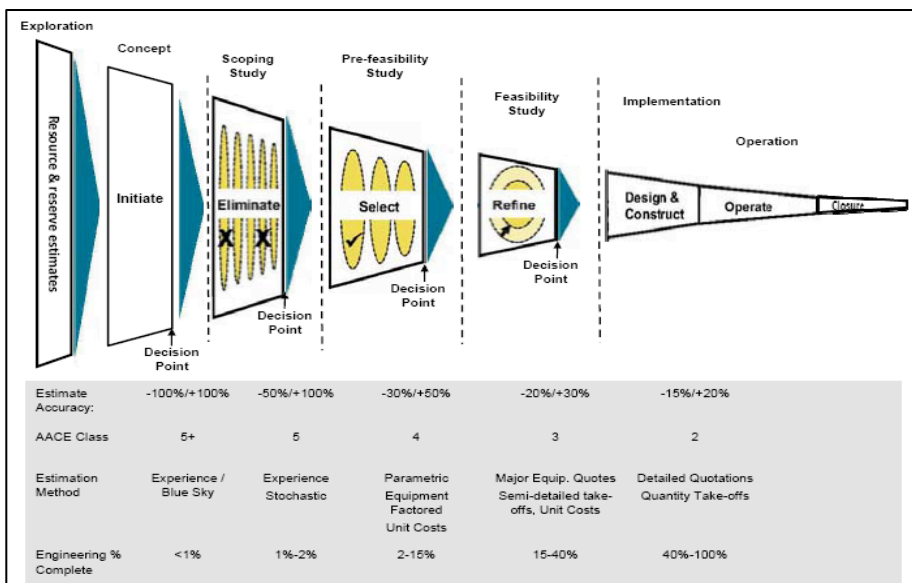 Exploration
Concept
Scoping
Study
Pre-feasibility
Study
Feasibility
Study
Implementation
Operation
Resource & reserve estimates
Initiate
Eliminate
X X
Select
Refine
Design &
Construct
Operate
Closure
Decision
Point
Decision
Point
Decision
Point
Decision
Point
Estimate
Accuracy:
-100%/+100%
-50%/+100%
-30%/+50%
-20%/+30%
-15%/+20%
AACE Class
5+
5
4
3
2
Estimation
Method
Experience /
Blue Sky
Experience
Stochastic
Parametric
Equipment
Factored
Unit Costs
Major Equip. Quotes
Semi-detailed take-
offs, Unit Costs
Detailed Quotations
Quantity Take-offs
Engineering %
Complete
<1%
1%-2%
2-15%
15-40%
40%-100%